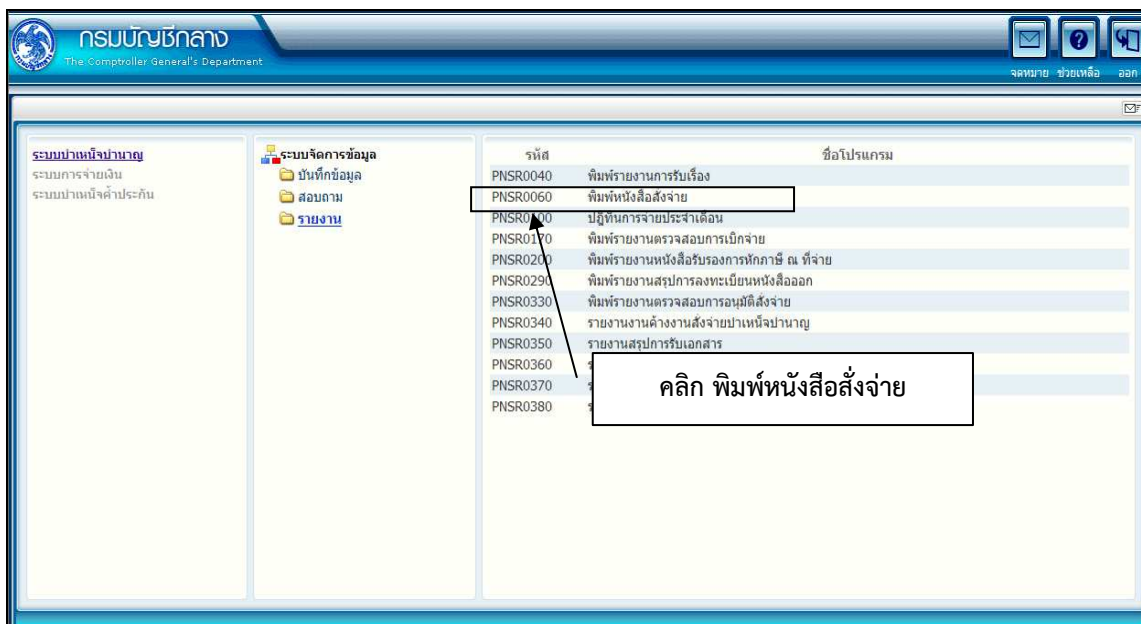 กรมบัญชีกลาง
The Comptroller General's Department
จดหมาย ช่วยเหลือ ออก
ระบบบำเหน็จบำนาญ
ระบบการจ่ายเงิน
ระบบบำเหน็จค้ำประกัน
ระบบจัดการข้อมูล
บันทึกข้อมูล
สอบถาม
รายงาน
รหัส ชื่อโปรแกรม
PNSR0040 พิมพ์รายงานการรับเรื่อง
PNSR0060 พิมพ์หนังสือสั่งจ่าย
PNSR0100 ปฏิทินการจ่ายประจำเดือน
PNSR0170 พิมพ์รายงานตรวจสอบการเบิกจ่าย
PNSR0200 พิมพ์รายงานหนังสือรับรองการหักภาษี ณ ที่จ่าย
PNSR0290 พิมพ์รายงานสรุปการลงทะเบียนหนังสือออก
PNSR0330 พิมพ์รายงานตรวจสอบการอนุมัติสั่งจ่าย
PNSR0340 รายงานงานค้างงานสั่งจ่ายบำเหน็จบำนาญ
PNSR0350 รายงานสรุปการรับเอกสาร
PNSR0360
PNSR0370
PNSR0380
คลิก พิมพ์หนังสือสั่งจ่าย